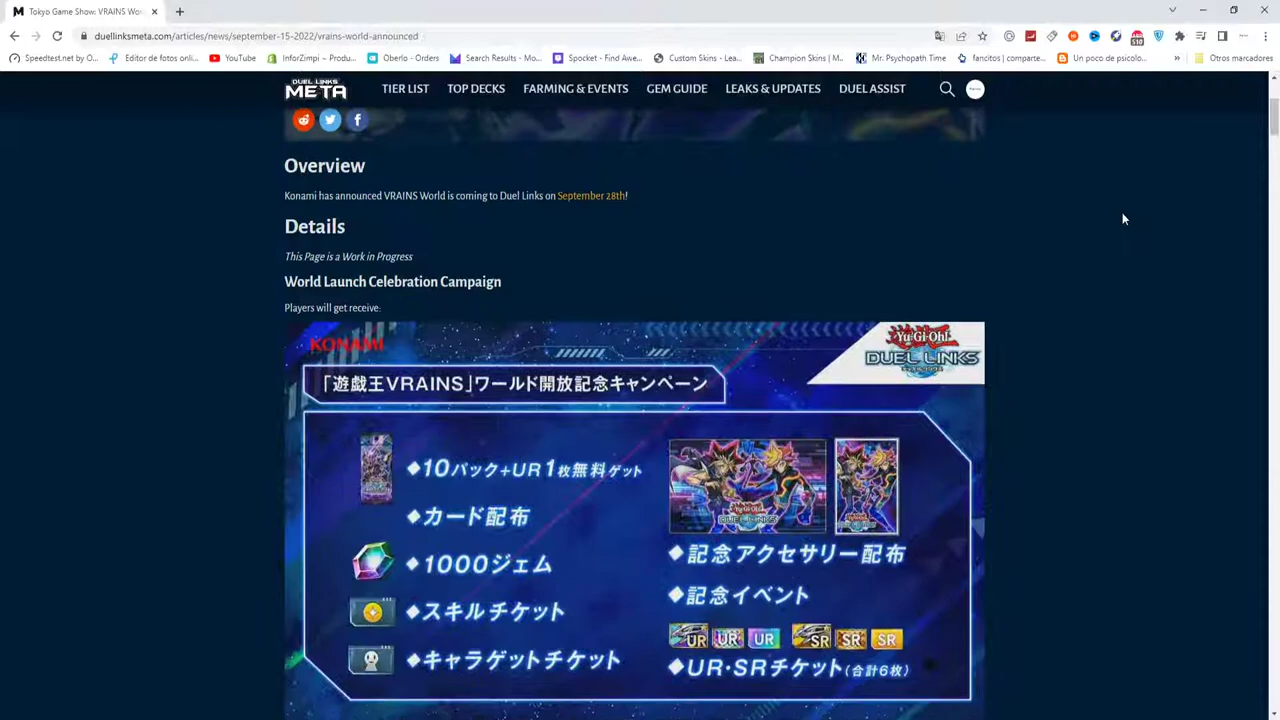 Tokyo Game Show: VRAINS Wor
duellinksmeta.com/articles/news/september-15-2022/vrains-world-announced
Speedtest.net by O...
Editor de fotos onli...
YouTube
InforZimpi – Produ...
Oberlo - Orders
Search Results - Mo...
Spocket - Find Awe...
Custom Skins - Lea...
Champion Skins | M...
Mr. Psychopath Time
fancitos | comparte...
Un poco de psicolo...
»
Otros marcadores
DUEL LINKS
META
TIER LIST
TOP DECKS
FARMING & EVENTS
GEM GUIDE
LEAKS & UPDATES
DUEL ASSIST
Overview
Konami has announced VRAINS World is coming to Duel Links on September 28th!
Details
This Page is a Work in Progress
World Launch Celebration Campaign
Players will get receive:
KONAMI
Yu-Gi-Oh!
DUEL LINKS
「遊戯王VRAINS」ワールド開放記念キャンペーン
◆10パック+UR1枚無料ゲット
◆カード配布
◆1000ジェム
◆スキルチケット
◆キャラゲットチケット
◆記念アクセサリー配布
◆記念イベント
UR UR UR SR SR SR
◆UR・SRチケット(合計6枚)